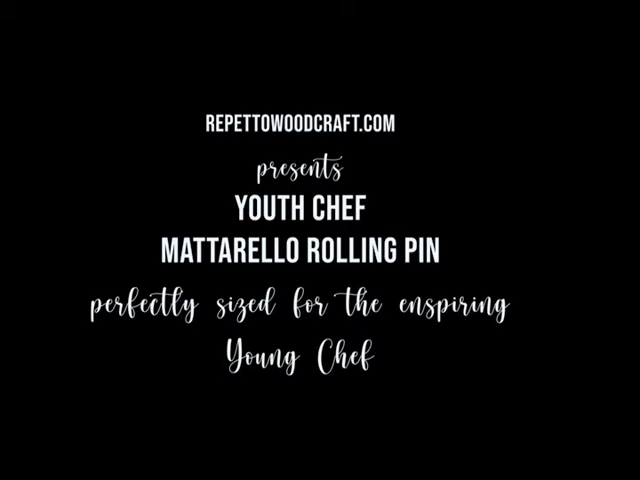 REPETTOWOODCRAFT.COM
presents
YOUTH CHEF
MATTARELLO ROLLING PIN
perfectly sized for the enspiring
Young Chef